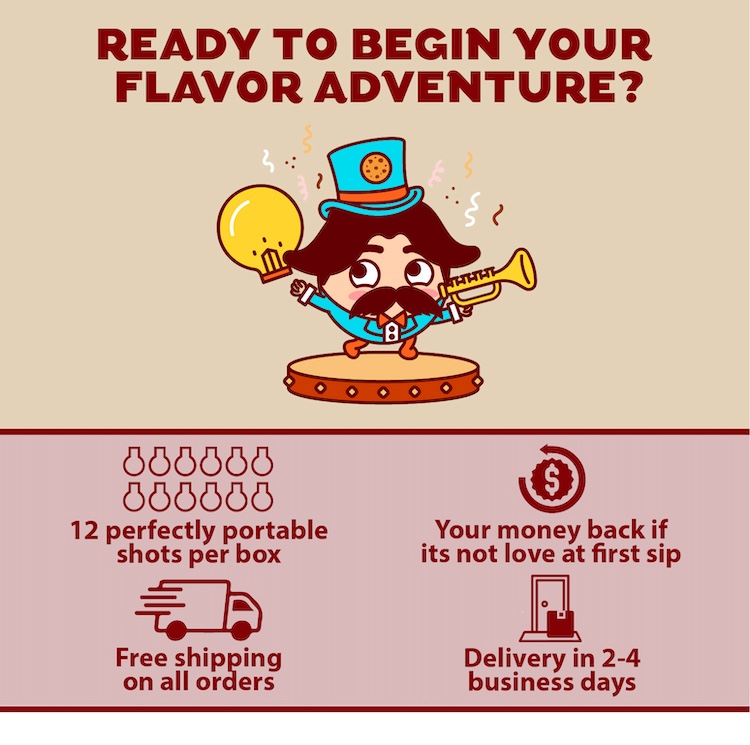 READY TO BEGIN YOUR
FLAVOR ADVENTURE?
12 perfectly portable
shots per box
$
Your money back if
its not love at first sip
Free shipping
on all orders
Delivery in 2-4
business days